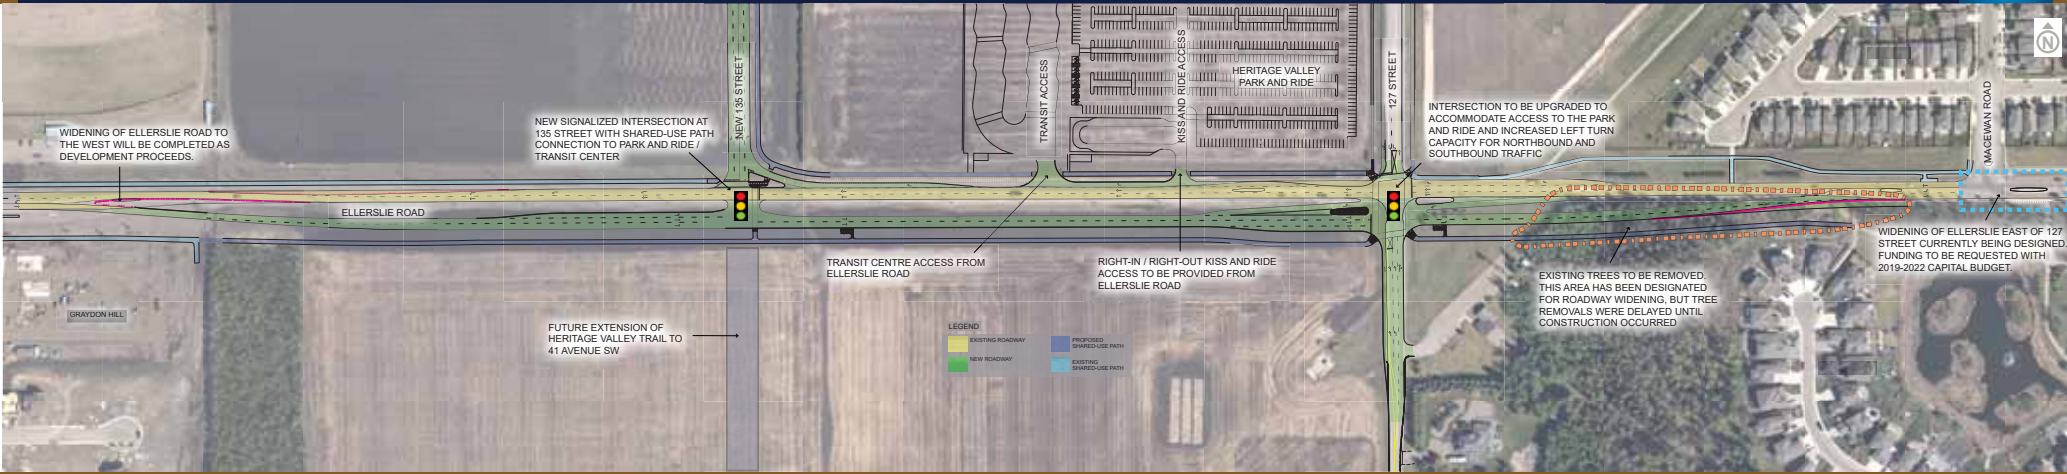 WIDENING OF ELLERSLIE ROAD TO
THE WEST WILL BE COMPLETED AS
DEVELOPMENT PROCEEDS.
NEW SIGNALIZED INTERSECTION AT
135 STREET WITH SHARED-USE PATH
CONNECTION TO PARK AND RIDE /
TRANSIT CENTER
NEW 135 STREET
TRANSIT ACCESS
KISS AND RIDE ACCESS
HERITAGE VALLEY
PARK AND RIDE
127 STREET
INTERSECTION TO BE UPGRADED TO
ACCOMMODATE ACCESS TO THE PARK
AND RIDE AND INCREASED LEFT TURN
CAPACITY FOR NORTHBOUND AND
SOUTHBOUND TRAFFIC
MACEWAN ROAD
N
ELLERSLIE ROAD
TRANSIT CENTRE ACCESS FROM
ELLERSLIE ROAD
RIGHT-IN / RIGHT-OUT KISS AND RIDE
ACCESS TO BE PROVIDED FROM
ELLERSLIE ROAD
EXISTING TREES TO BE REMOVED.
THIS AREA HAS BEEN DESIGNATED
FOR ROADWAY WIDENING, BUT TREE
REMOVALS WERE DELAYED UNTIL
CONSTRUCTION OCCURRED
WIDENING OF ELLERSLIE EAST OF 127
STREET CURRENTLY BEING DESIGNED.
FUNDING TO BE REQUESTED WITH
2019-2022 CAPITAL BUDGET.
GRAYDON HILL
FUTURE EXTENSION OF
HERITAGE VALLEY TRAIL TO
41 AVENUE SW
LEGEND
EXISTING ROADWAY
NEW ROADWAY
PROPOSED
SHARED-USE PATH
EXISTING
SHARED-USE PATH